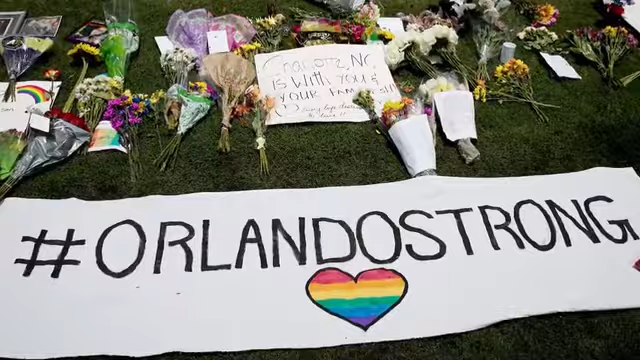 Charlotte, NC
is with you &
your families!
#ORLANDOSTRONG